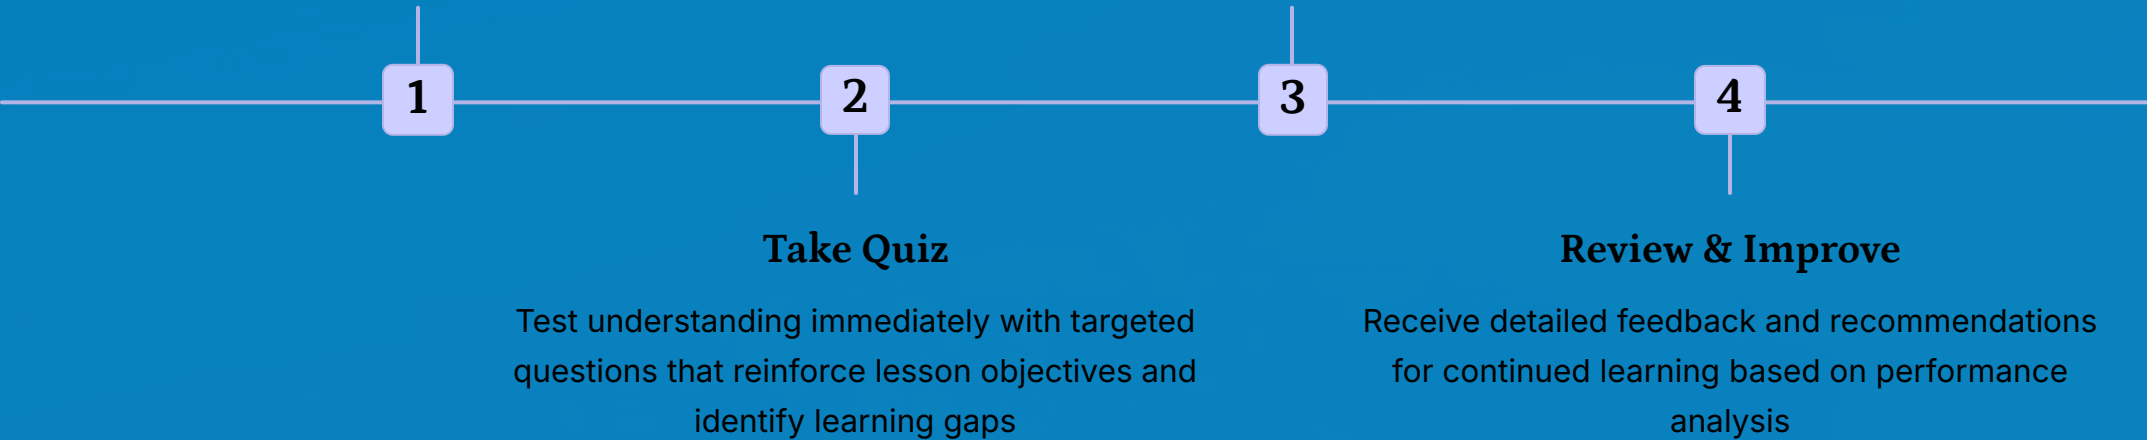 1
2
3
4
Take Quiz
Test understanding immediately with targeted
questions that reinforce lesson objectives and
identify learning gaps
Review & Improve
Receive detailed feedback and recommendations
for continued learning based on performance
analysis